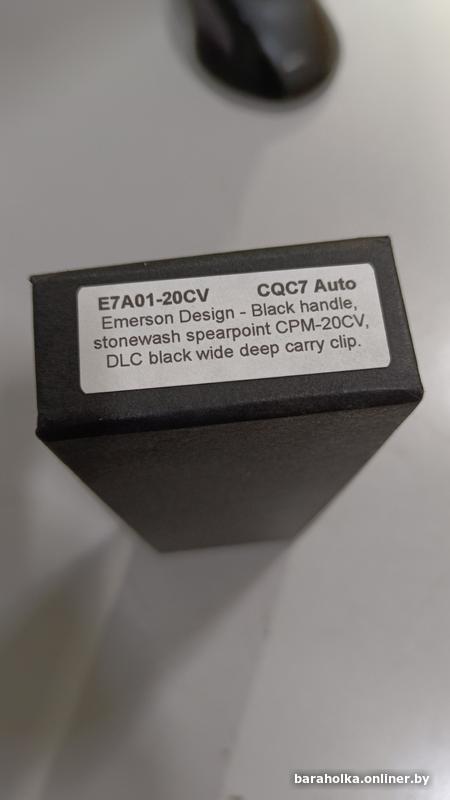 E7A01-20CV CQC7 Auto
Emerson Design - Black handle,
stonewash spearpoint CPM-20CV,
DLC black wide deep carry clip.
baraholka.onliner.by